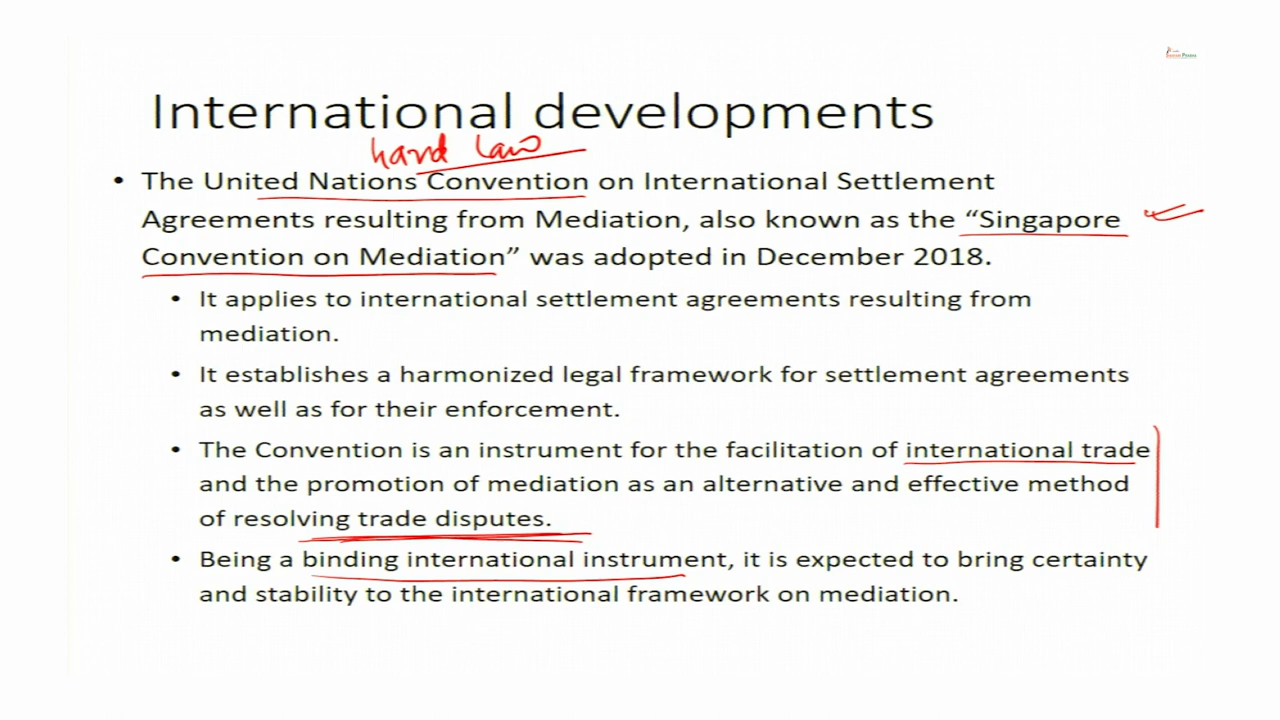 International developments
hard law
• The United Nations Convention on International Settlement
Agreements resulting from Mediation, also known as the “Singapore
Convention on Mediation” was adopted in December 2018.
• It applies to international settlement agreements resulting from
mediation.
• It establishes a harmonized legal framework for settlement agreements
as well as for their enforcement.
• The Convention is an instrument for the facilitation of international trade
and the promotion of mediation as an alternative and effective method
of resolving trade disputes.
• Being a binding international instrument, it is expected to bring certainty
and stability to the international framework on mediation.